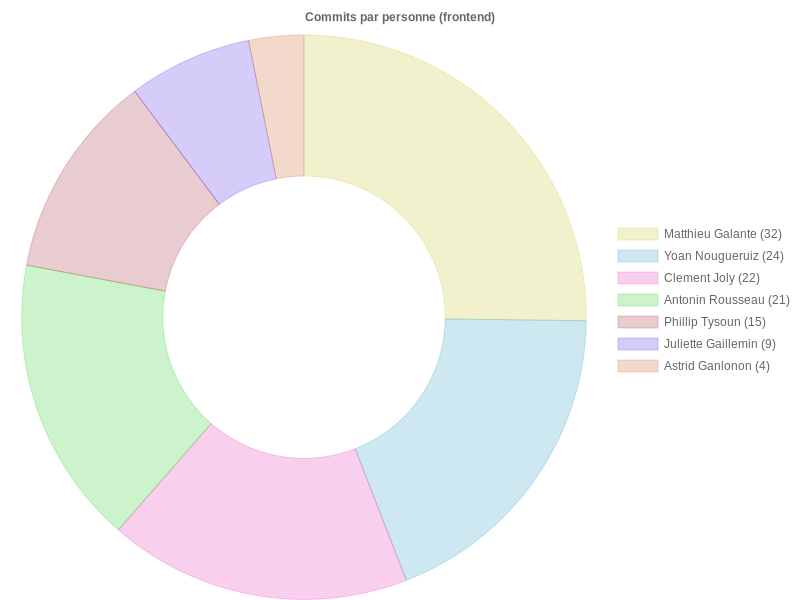 Commits par personne (frontend)
Matthieu Galante (32)
Yoan Nougueruiz (24)
Clement Joly (22)
Antonin Rousseau (21)
Phillip Tysoun (15)
Juliette Gaillemin (9)
Astrid Ganlonon (4)